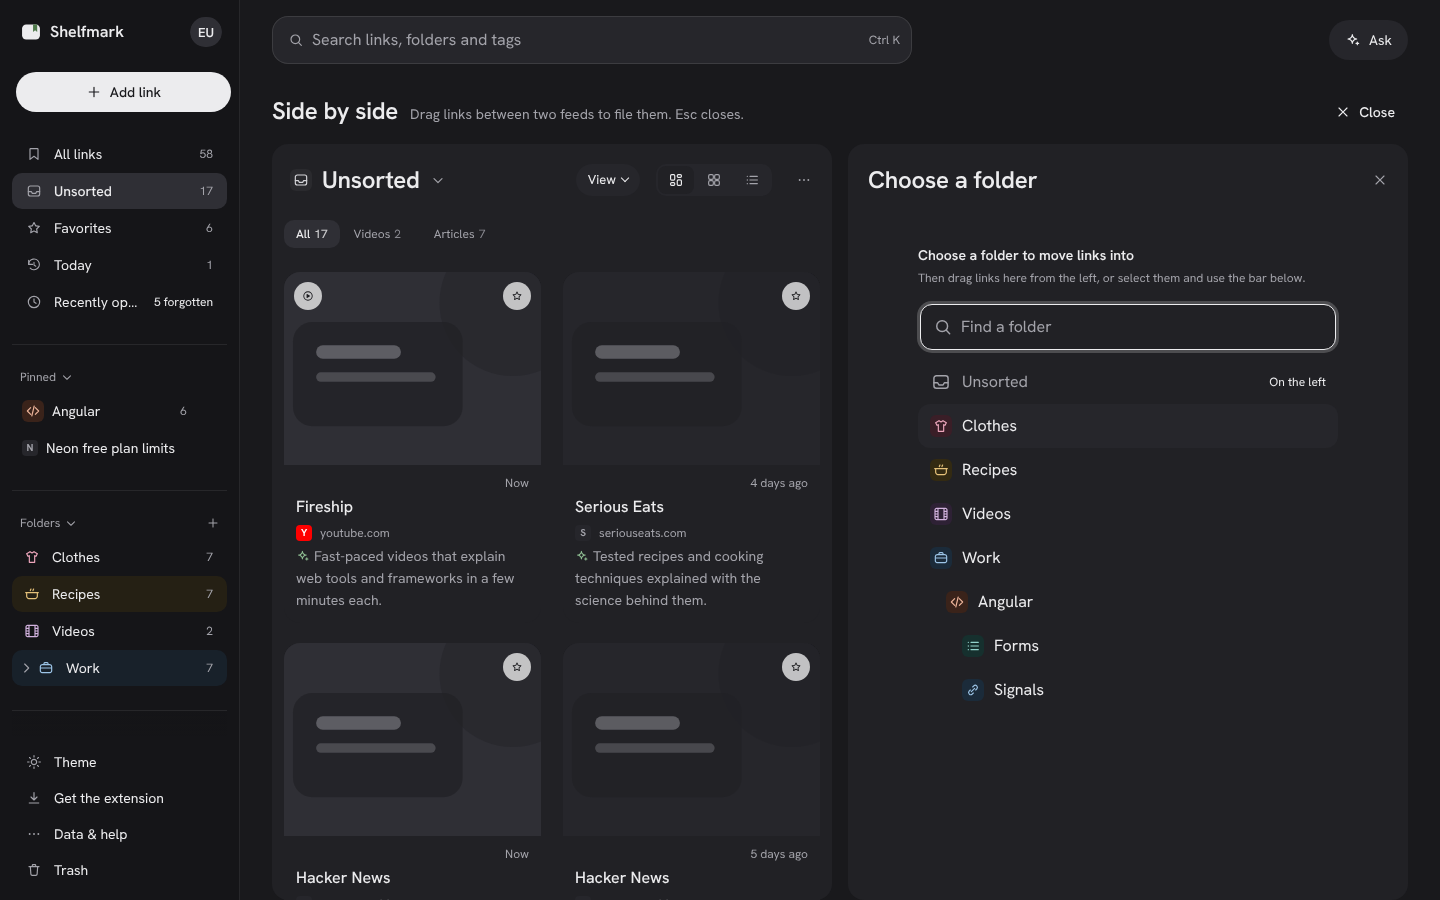 Shelfmark
EU
Add link
All links 58
Unsorted 17
Favorites 6
Today 1
Recently op... 5 forgotten
Pinned
Angular 6
N Neon free plan limits
Folders
Clothes 7
Recipes 7
Videos 2
Work 7
Theme
Get the extension
Data & help
Trash
Search links, folders and tags Ctrl K
Ask
Side by side Drag links between two feeds to file them. Esc closes.
Close
Unsorted
View
All 17 Videos 2 Articles 7
Now
Fireship
Y youtube.com
Fast-paced videos that explain
web tools and frameworks in a few
minutes each.
4 days ago
Serious Eats
S seriouseats.com
Tested recipes and cooking
techniques explained with the
science behind them.
Now
Hacker News
5 days ago
Hacker News
Choose a folder
Choose a folder to move links into
Then drag links here from the left, or select them and use the bar below.
Find a folder
Unsorted On the left
Clothes
Recipes
Videos
Work
Angular
Forms
Signals